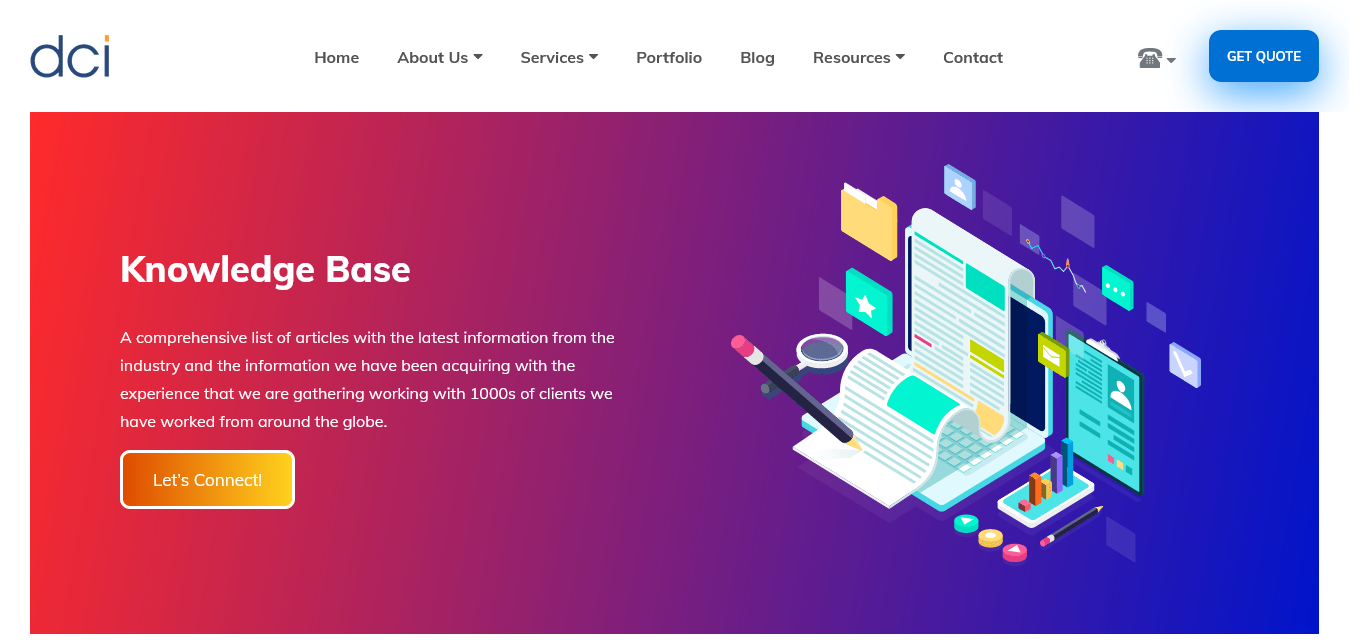 dci
Home About Us Services Portfolio Blog Resources Contact
GET QUOTE
Knowledge Base
A comprehensive list of articles with the latest information from the
industry and the information we have been acquiring with the
experience that we are gathering working with 1000s of clients we
have worked from around the globe.
Let's Connect!